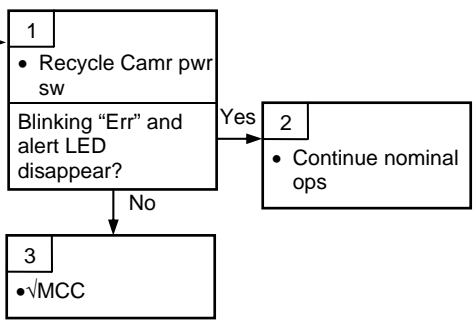 1
• Recycle Camr pwr
sw
Blinking “Err” and
alert LED
disappear?
Yes
2
• Continue nominal
ops
No
3
•√MCC